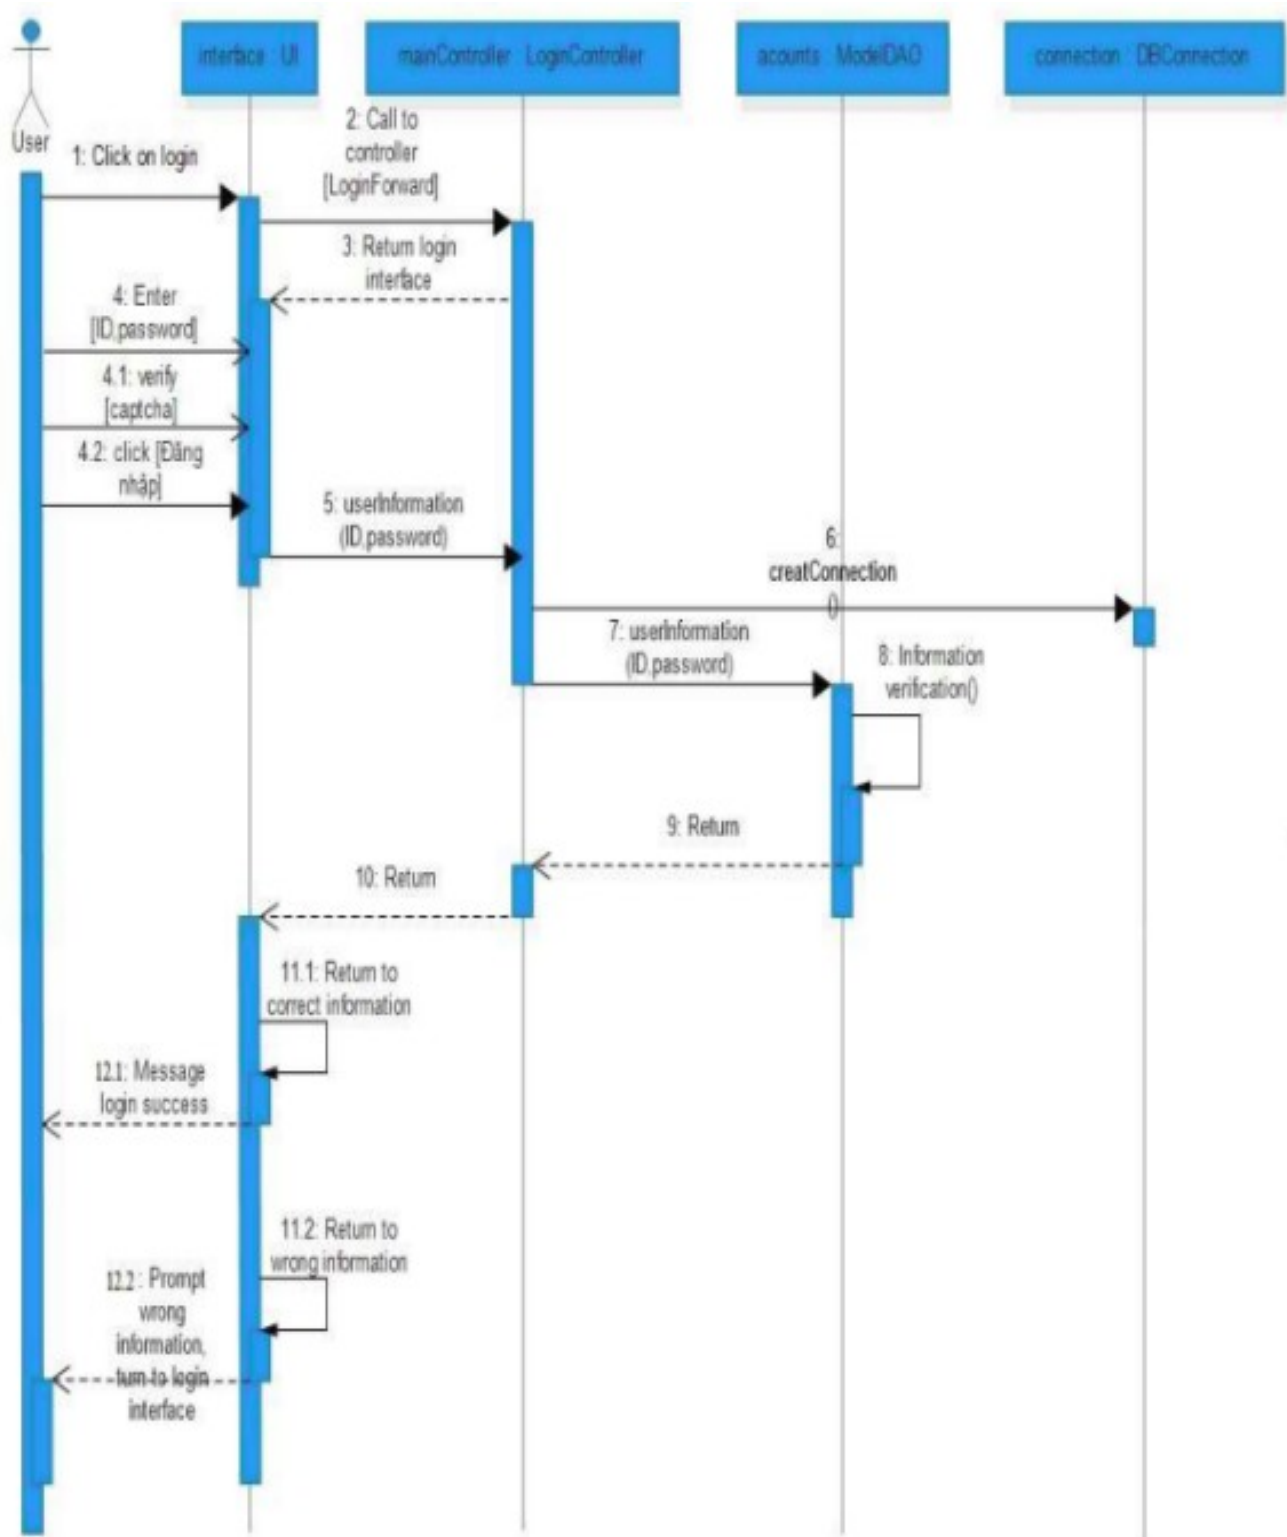 interface : UI
mainController : LoginController
acounts : ModelDAO
connection : DBConnection
User
1: Click on login
2: Call to
controller
[LoginForward]
3: Return login
interface
4: Enter
[ID,password]
4.1: verify
[captcha]
4.2: click [Đăng
nhập]
5: userInformation
(ID,password)
6:
creatConnection
()
7: userInformation
(ID,password)
8: Information
verification()
9: Return
10: Return
11.1: Return to
correct information
12.1: Message
login success
11.2: Return to
wrong information
12.2 : Prompt
wrong
information,
turn to login
interface